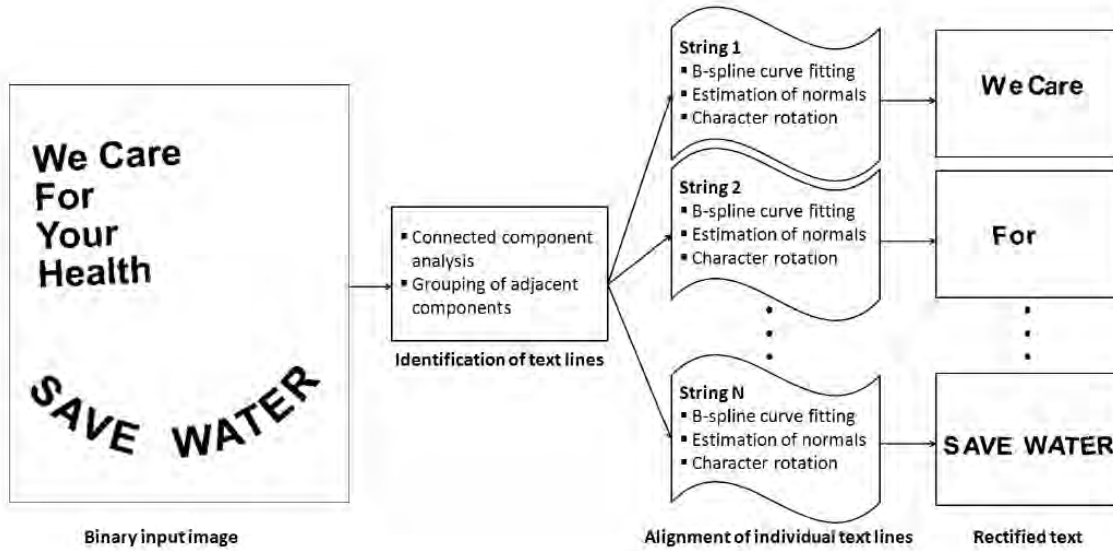 We Care
For
Your
Health
SAVE WATER
Binary input image
▪ Connected component
analysis
▪ Grouping of adjacent
components
Identification of text lines
String 1
▪ B-spline curve fitting
▪ Estimation of normals
▪ Character rotation
String 2
▪ B-spline curve fitting
▪ Estimation of normals
▪ Character rotation
String N
▪ B-spline curve fitting
▪ Estimation of normals
▪ Character rotation
Alignment of individual text lines
We Care
For
SAVE WATER
Rectified text